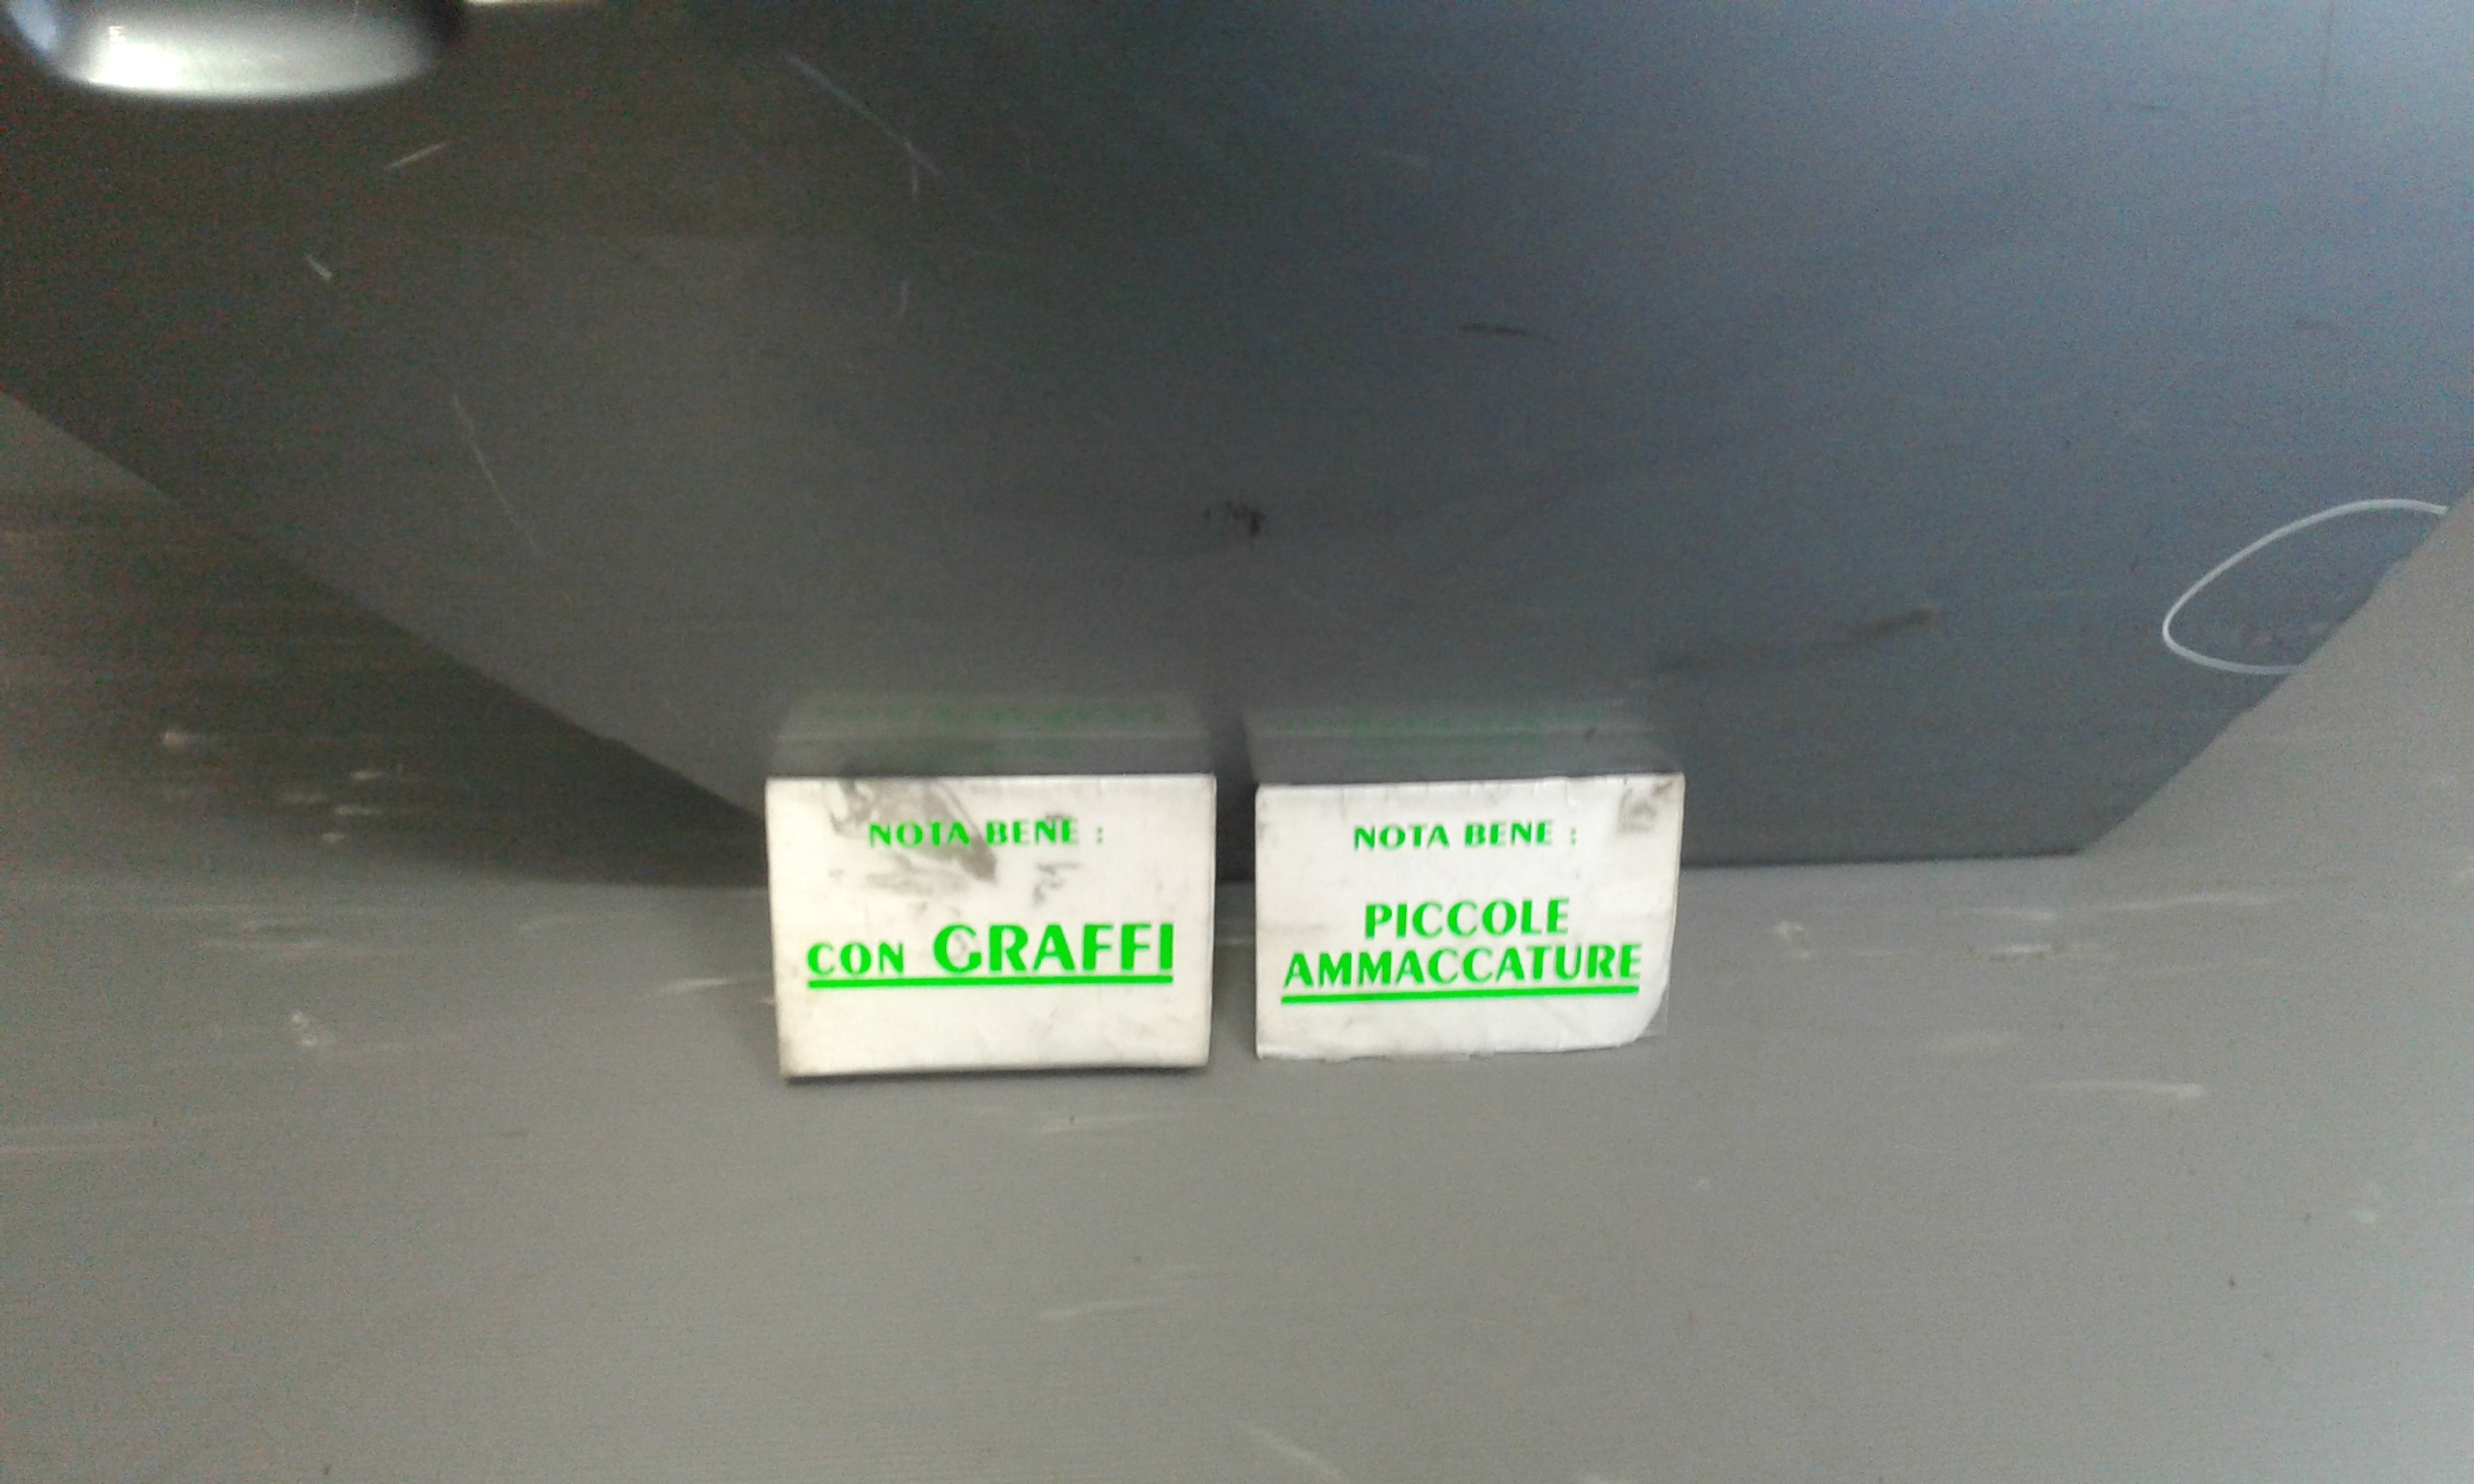 NOTA BENE :
CON GRAFFI
NOTA BENE :
PICCOLE
AMMACCATURE